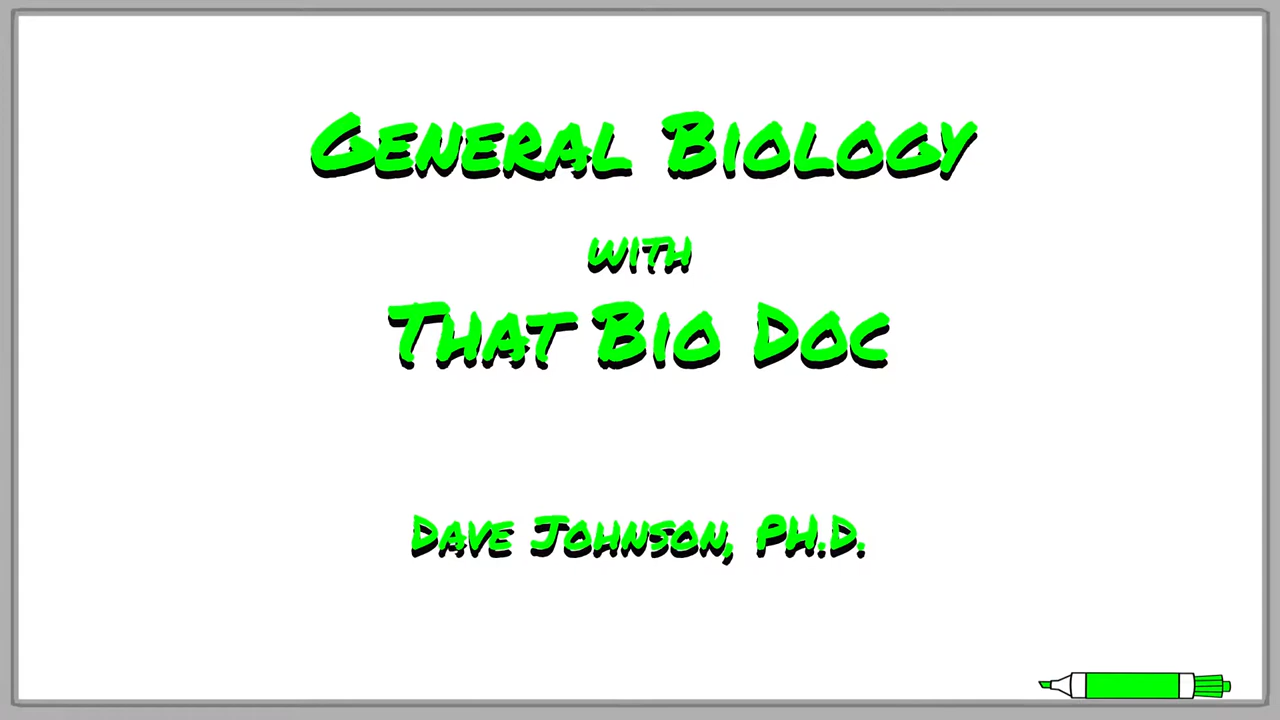 General Biology
with
That Bio Doc
Dave Johnson, PH.D.